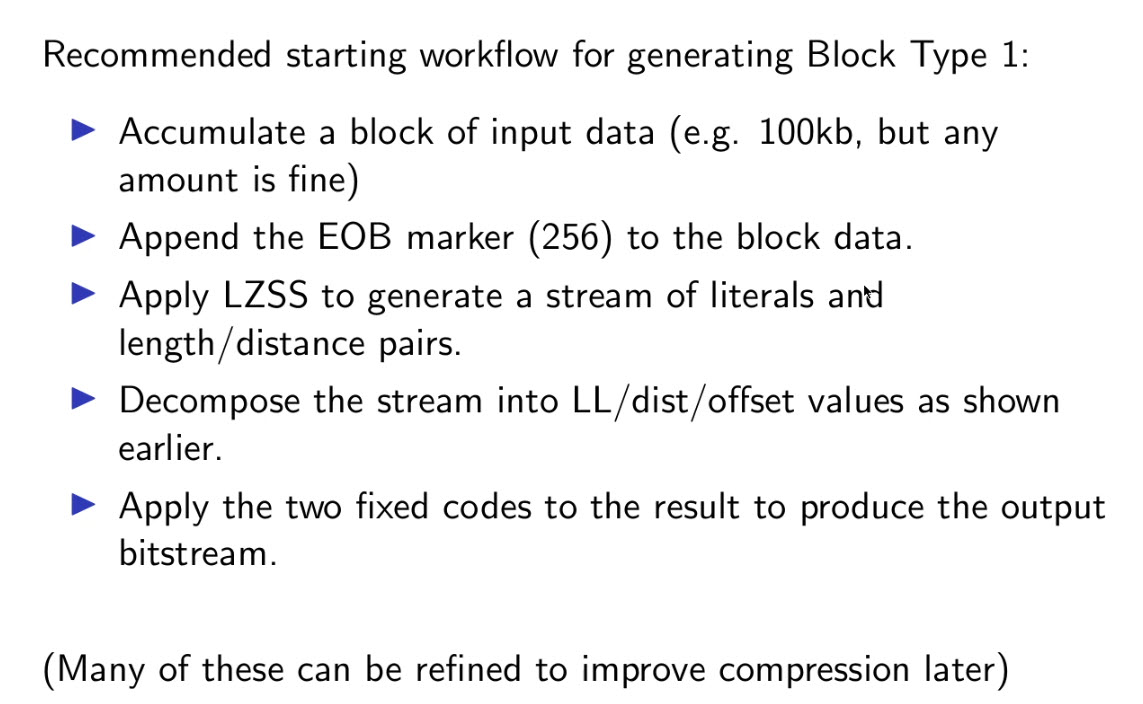 Recommended starting workflow for generating Block Type 1:
Accumulate a block of input data (e.g. 100kb, but any
amount is fine)
Append the EOB marker (256) to the block data.
Apply LZSS to generate a stream of literals and
length/distance pairs.
Decompose the stream into LL/dist/offset values as shown
earlier.
Apply the two fixed codes to the result to produce the output
bitstream.
(Many of these can be refined to improve compression later)